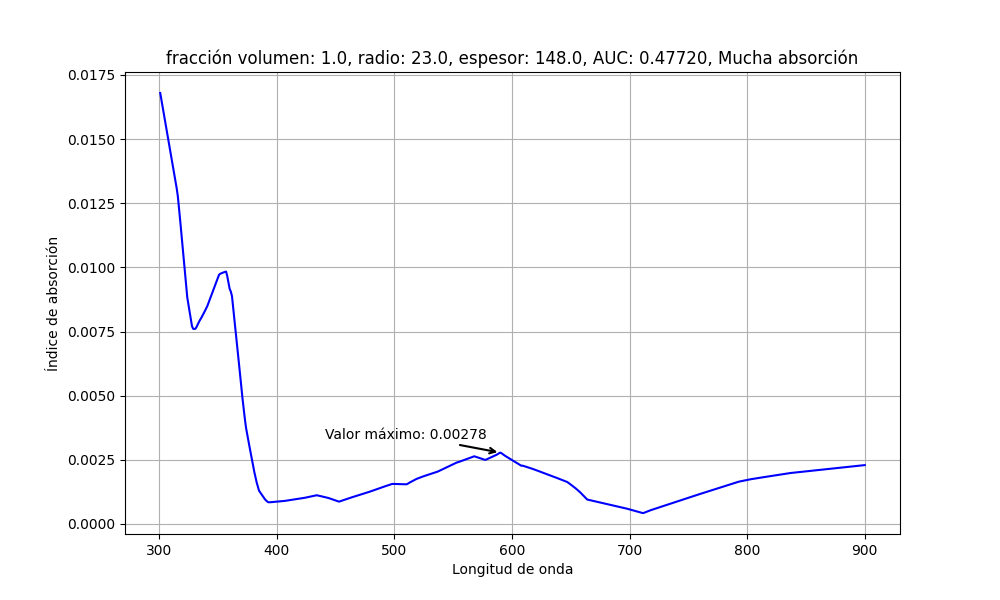 fracción volumen: 1.0, radio: 23.0, espesor: 148.0, AUC: 0.47720, Mucha absorción
0.0175
0.0150
0.0125
0.0100
0.0075
0.0050
0.0025
0.0000
Índice de absorción
Valor máximo: 0.00278
300 400 500 600 700 800 900
Longitud de onda